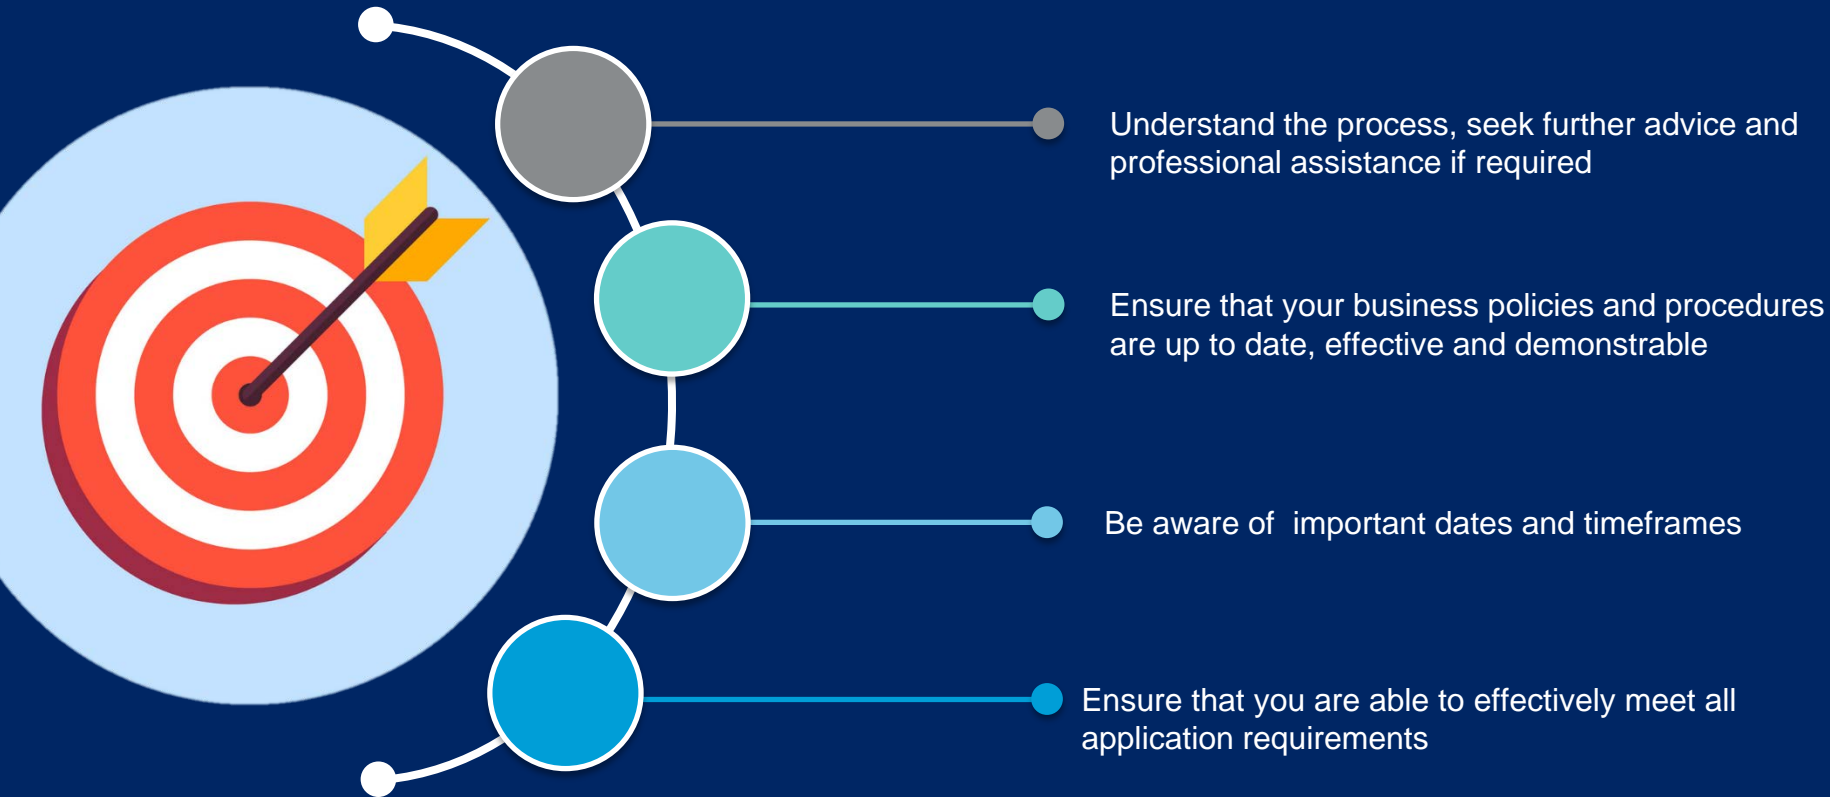 Understand the process, seek further advice and
professional assistance if required
Ensure that your business policies and procedures
are up to date, effective and demonstrable
Be aware of  important dates and timeframes
Ensure that you are able to effectively meet all
application requirements